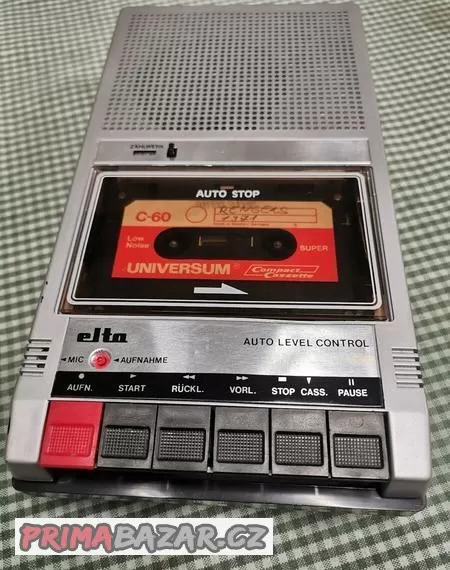 ZÄHLWERK
AUTO STOP
C-60
1971
Low Noise
SUPER
UNIVERSUM®
Compact Cassette
elta
AUTO LEVEL CONTROL
MIC AUFNAHME
AUFN. START RÜCKL. VORL. STOP CASS. PAUSE
PRIMABAZAR.CZ